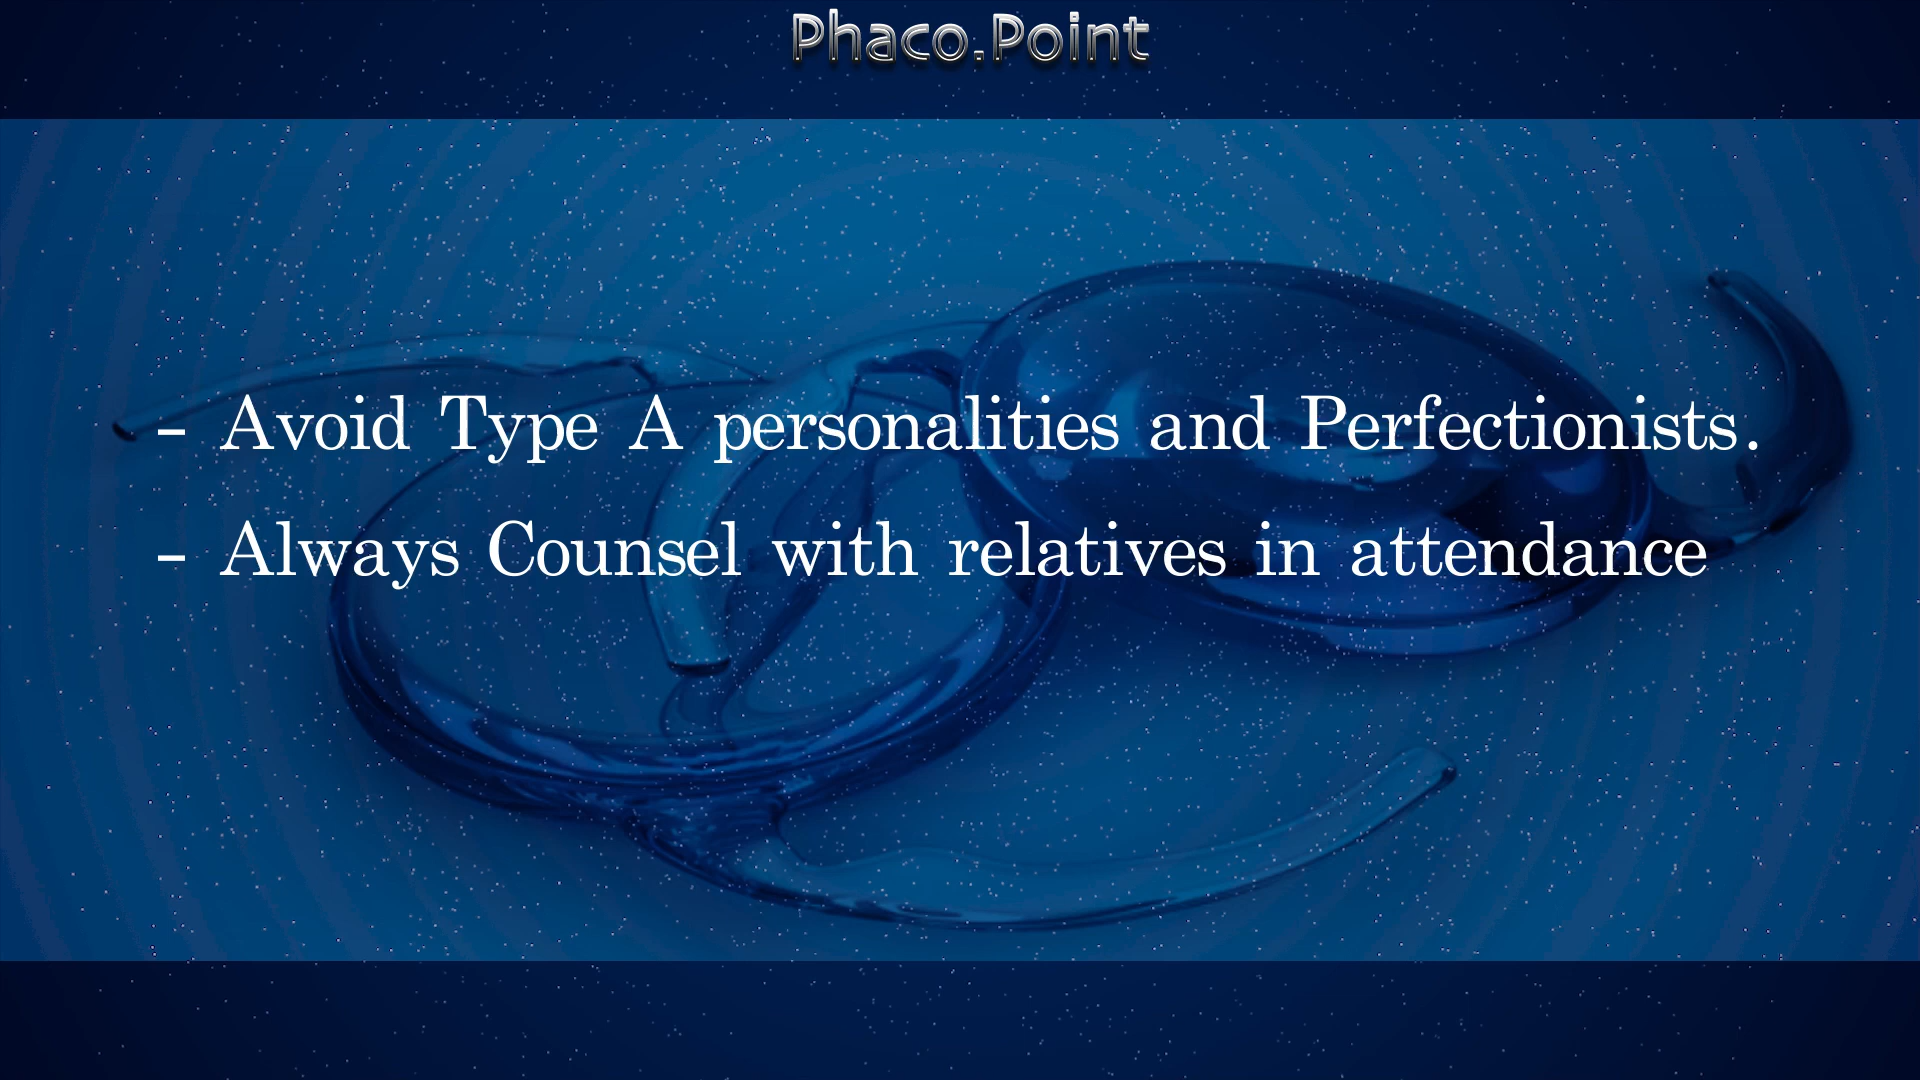 Phaco.Point
- Avoid Type A personalities and Perfectionists.
- Always Counsel with relatives in attendance